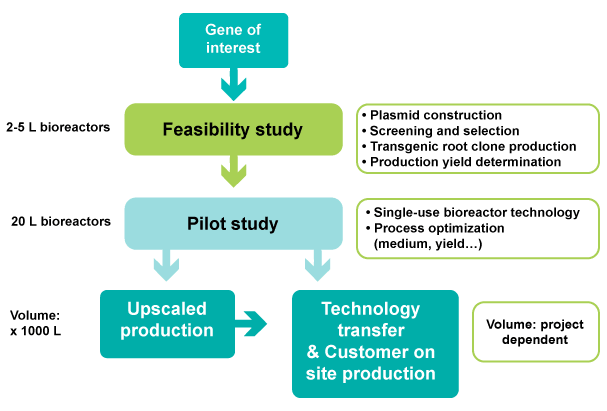 Gene of
interest
2-5 L bioreactors
Feasibility study
• Plasmid construction
• Screening and selection
• Transgenic root clone production
• Production yield determination
20 L bioreactors
Pilot study
• Single-use bioreactor technology
• Process optimization
(medium, yield…)
Volume:
x 1000 L
Upscaled
production
Technology
transfer
& Customer on
site production
Volume: project
dependent